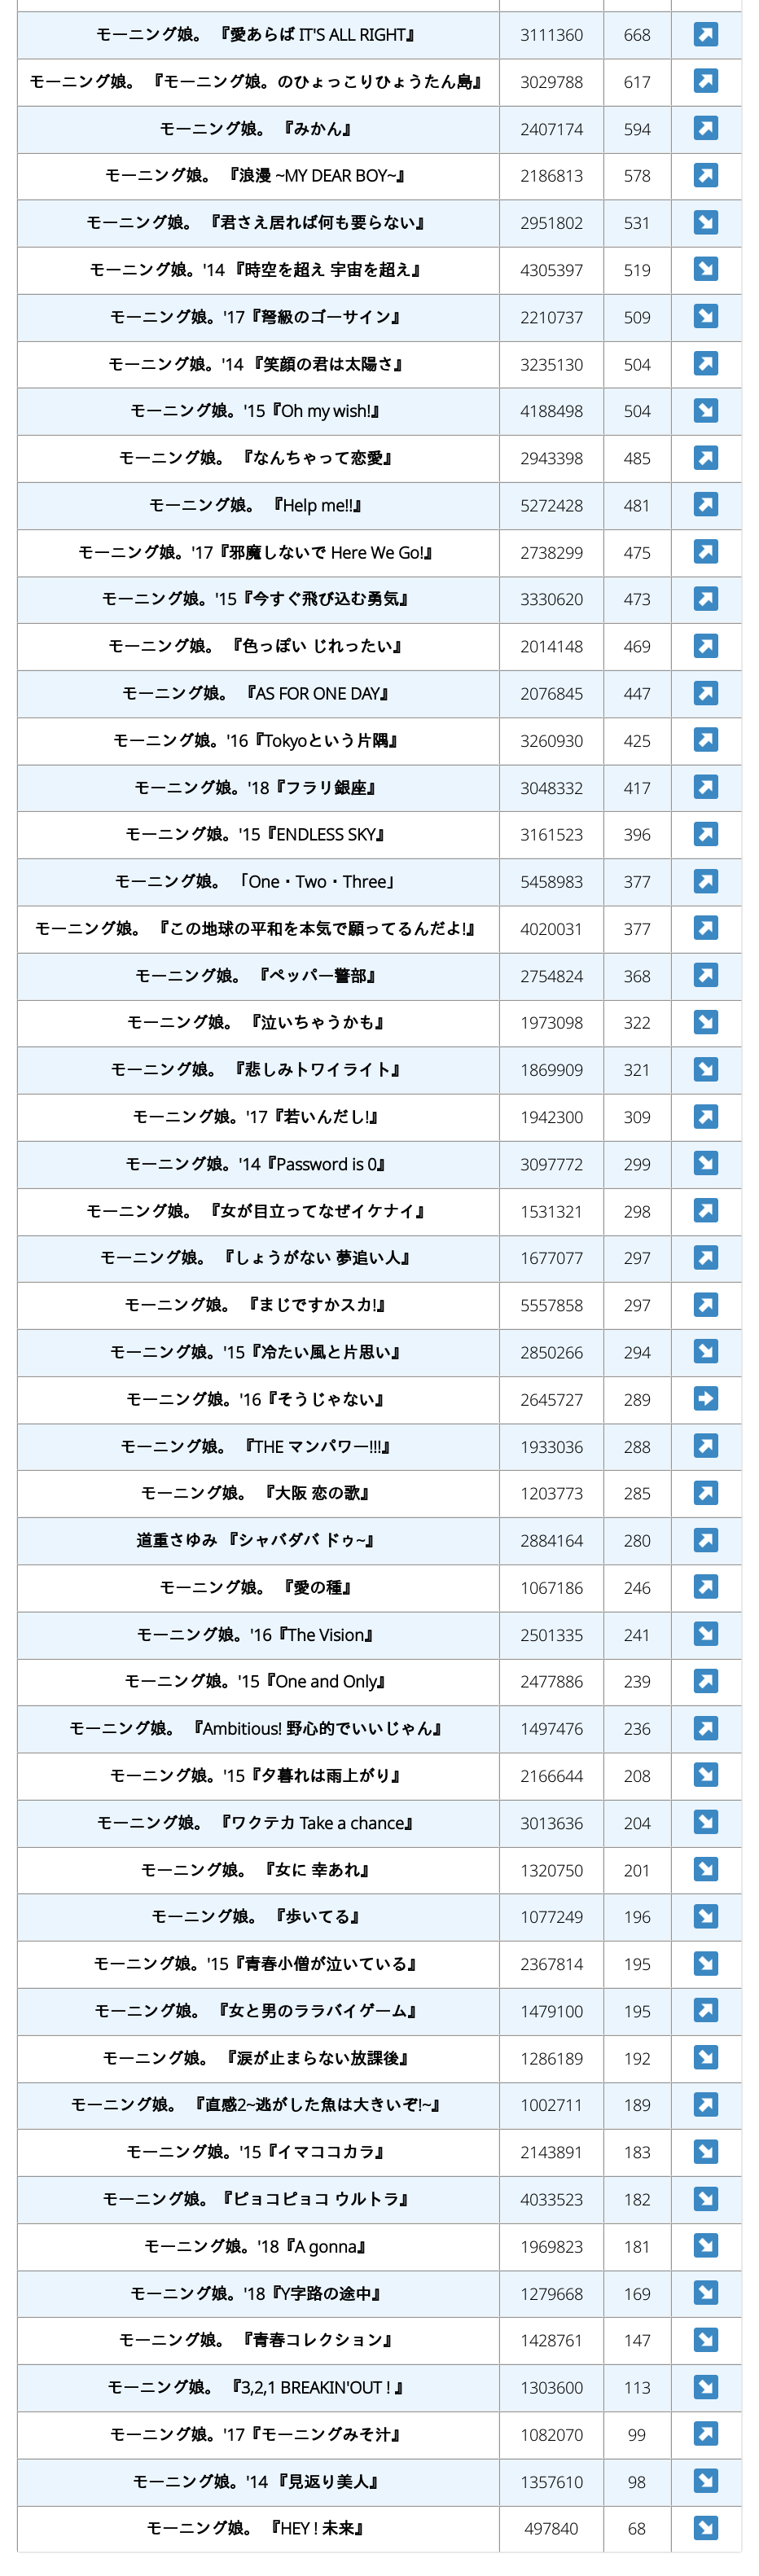 モーニング娘。 『愛あらば IT'S ALL RIGHT』 3111360 668 ↗
モーニング娘。 『モーニング娘。のひょっこりひょうたん島』 3029788 617 ↗
モーニング娘。 『みかん』 2407174 594 ↗
モーニング娘。 『浪漫 ~MY DEAR BOY~』 2186813 578 ↗
モーニング娘。 『君さえ居れば何も要らない』 2951802 531 ↘
モーニング娘。'14 『時空を超え 宇宙を超え』 4305397 519 ↘
モーニング娘。'17『弩級のゴーサイン』 2210737 509 ↘
モーニング娘。'14 『笑顔の君は太陽さ』 3235130 504 ↗
モーニング娘。'15『Oh my wish!』 4188498 504 ↘
モーニング娘。 『なんちゃって恋愛』 2943398 485 ↗
モーニング娘。 『Help me!!』 5272428 481 ↗
モーニング娘。'17『邪魔しないで Here We Go!』 2738299 475 ↗
モーニング娘。'15『今すぐ飛び込む勇気』 3330620 473 ↗
モーニング娘。 『色っぽい じれったい』 2014148 469 ↗
モーニング娘。 『AS FOR ONE DAY』 2076845 447 ↗
モーニング娘。'16『Tokyoという片隅』 3260930 425 ↗
モーニング娘。'18『フラリ銀座』 3048332 417 ↗
モーニング娘。'15『ENDLESS SKY』 3161523 396 ↗
モーニング娘。 「One・Two・Three」 5458983 377 ↗
モーニング娘。 『この地球の平和を本気で願ってるんだよ!』 4020031 377 ↗
モーニング娘。 『ペッパー警部』 2754824 368 ↗
モーニング娘。 『泣いちゃうかも』 1973098 322 ↘
モーニング娘。 『悲しみトワイライト』 1869909 321 ↘
モーニング娘。'17『若いんだし!』 1942300 309 ↗
モーニング娘。'14『Password is 0』 3097772 299 ↘
モーニング娘。 『女が目立ってなぜイケナイ』 1531321 298 ↗
モーニング娘。 『しょうがない 夢追い人』 1677077 297 ↗
モーニング娘。 『まじですかスカ!』 5557858 297 ↗
モーニング娘。'15『冷たい風と片思い』 2850266 294 ↘
モーニング娘。'16『そうじゃない』 2645727 289 ➡
モーニング娘。 『THE マンパワー!!!』 1933036 288 ↗
モーニング娘。 『大阪 恋の歌』 1203773 285 ↗
道重さゆみ 『シャバダバ ドゥ~』 2884164 280 ↗
モーニング娘。 『愛の種』 1067186 246 ↗
モーニング娘。'16『The Vision』 2501335 241 ↘
モーニング娘。'15『One and Only』 2477886 239 ↗
モーニング娘。 『Ambitious! 野心的でいいじゃん』 1497476 236 ↗
モーニング娘。'15『夕暮れは雨上がり』 2166644 208 ↘
モーニング娘。 『ワクテカ Take a chance』 3013636 204 ↘
モーニング娘。 『女に 幸あれ』 1320750 201 ↘
モーニング娘。 『歩いてる』 1077249 196 ↘
モーニング娘。'15『青春小僧が泣いている』 2367814 195 ↘
モーニング娘。 『女と男のララバイゲーム』 1479100 195 ↗
モーニング娘。 『涙が止まらない放課後』 1286189 192 ↘
モーニング娘。 『直感2~逃がした魚は大きいぞ!~』 1002711 189 ↗
モーニング娘。'15『イマココカラ』 2143891 183 ↘
モーニング娘。『ピョコピョコ ウルトラ』 4033523 182 ↘
モーニング娘。'18『A gonna』 1969823 181 ↘
モーニング娘。'18『Y字路の途中』 1279668 169 ↘
モーニング娘。 『青春コレクション』 1428761 147 ↘
モーニング娘。 『3,2,1 BREAKIN'OUT ! 』 1303600 113 ↘
モーニング娘。'17『モーニングみそ汁』 1082070 99 ↗
モーニング娘。'14 『見返り美人』 1357610 98 ↘
モーニング娘。 『HEY ! 未来』 497840 68 ↘